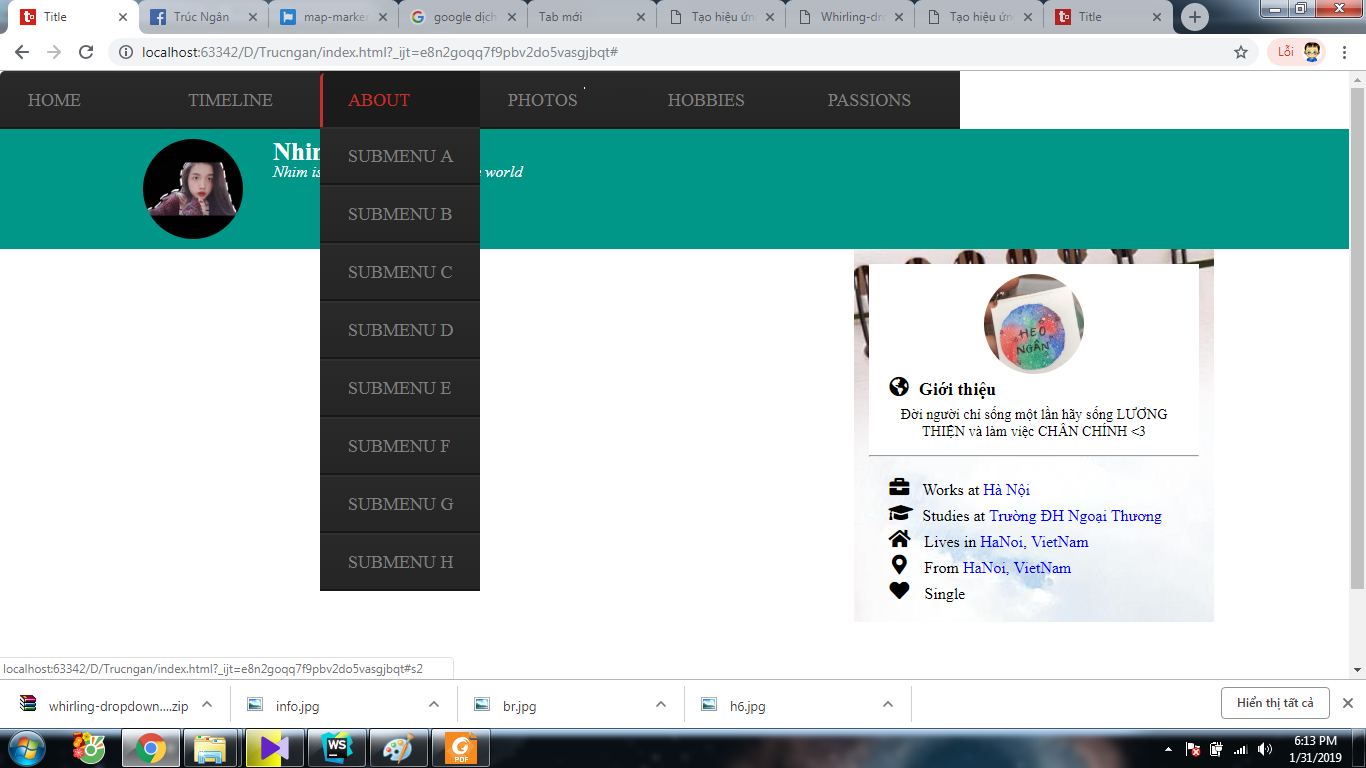 Title
Trúc Ngân
map-marker
google dịch
Tab mới
Tạo hiệu ứn
Whirling-dro
Tạo hiệu ứn
Title
localhost:63342/D/Trucngan/index.html?_ijt=e8n2goqq7f9pbv2do5vasgjbqt#
Lỗi
HOME TIMELINE ABOUT PHOTOS HOBBIES PASSIONS
Nhim
Nhim is world
SUBMENU A
SUBMENU B
SUBMENU C
SUBMENU D
SUBMENU E
SUBMENU F
SUBMENU G
SUBMENU H
HEO
NGÂN
Giới thiệu
Đời người chỉ sống một lần hãy sống LƯƠNG
THIỆN và làm việc CHÂN CHÍNH <3
Works at Hà Nội
Studies at Trường ĐH Ngoại Thương
Lives in HaNoi, VietNam
From HaNoi, VietNam
Single
localhost:63342/D/Trucngan/index.html?_ijt=e8n2goqq7f9pbv2do5vasgjbqt#s2
whirling-dropdown....zip
info.jpg
br.jpg
h6.jpg
Hiển thị tất cả
WS
PDF
6:13 PM
1/31/2019